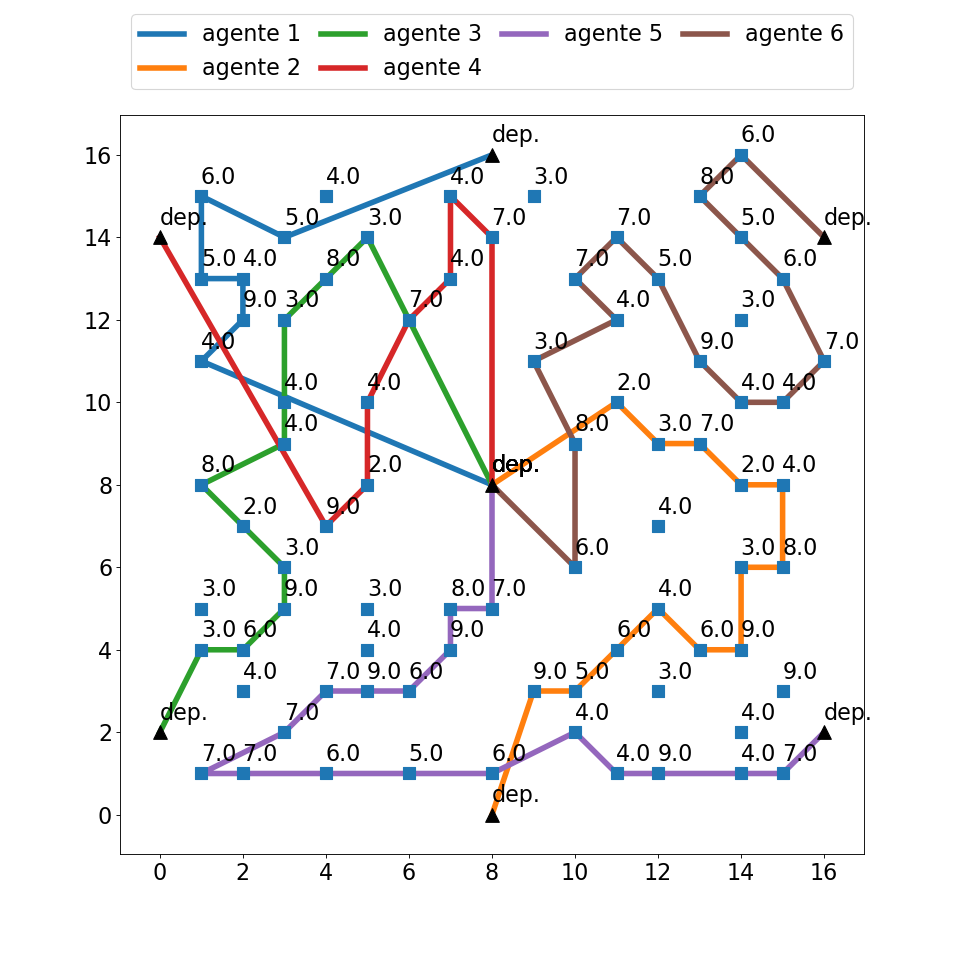 agente 1 agente 3 agente 5 agente 6
agente 2 agente 4
dep. 6.0
6.0 4.0 4.0 3.0 8.0
dep. 5.0 3.0 7.0 7.0 5.0 dep.
5.0 4.0 8.0 4.0 7.0 5.0 6.0
9.0 3.0 7.0 4.0 3.0
4.0 3.0 9.0 7.0
4.0 4.0 2.0 4.0 4.0
4.0 8.0 3.0 7.0
8.0 2.0 dep. dep. 2.0 4.0
2.0 9.0 4.0
3.0 6.0 3.0 8.0
3.0 9.0 3.0 8.0 7.0 4.0
3.0 6.0 4.0 9.0 6.0 6.0 9.0
4.0 7.0 9.0 6.0 9.0 5.0 3.0 9.0
dep. 7.0 4.0 4.0 dep.
7.0 7.0 6.0 5.0 6.0 4.0 9.0 4.0 7.0
dep.
16
14
12
10
8
6
4
2
0
0 2 4 6 8 10 12 14 16